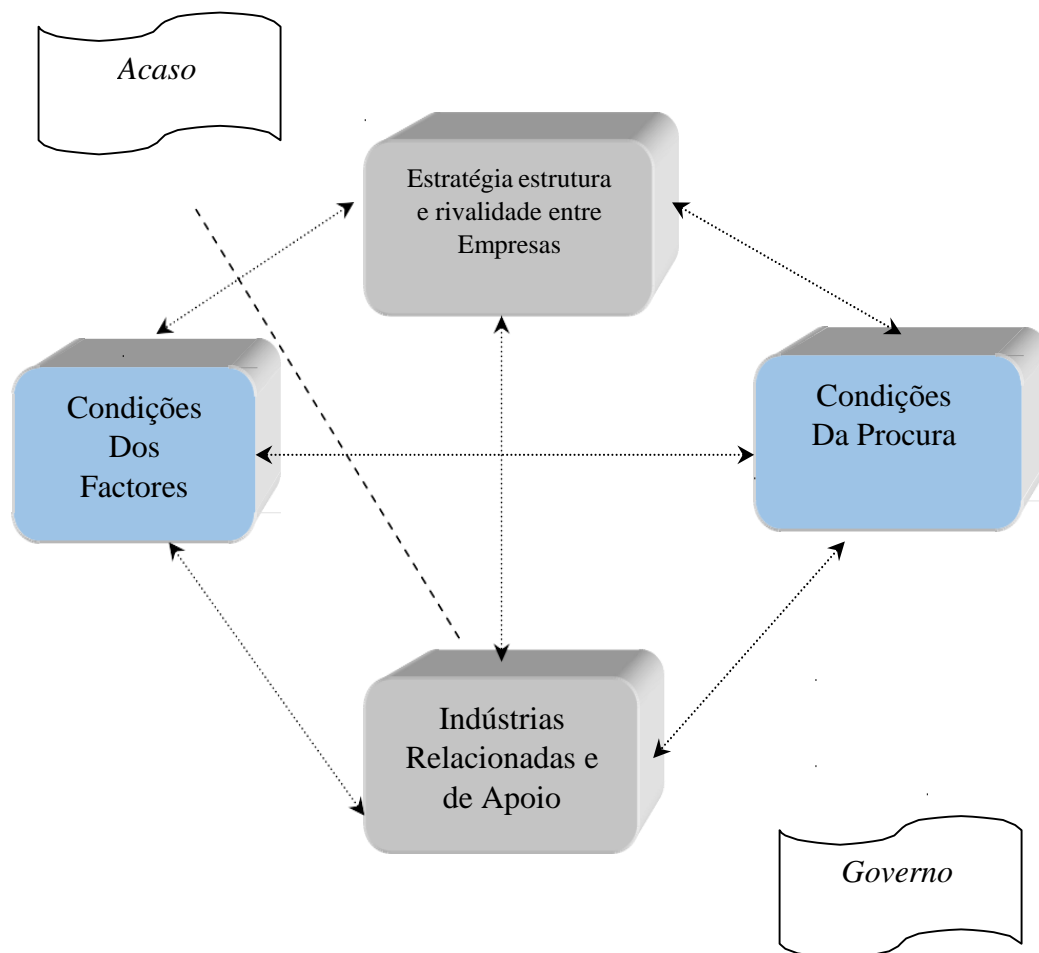 Acaso
Estratégia estrutura
e rivalidade entre
Empresas
Condições
Dos
Factores
Condições
Da Procura
Indústrias
Relacionadas e
de Apoio
Governo